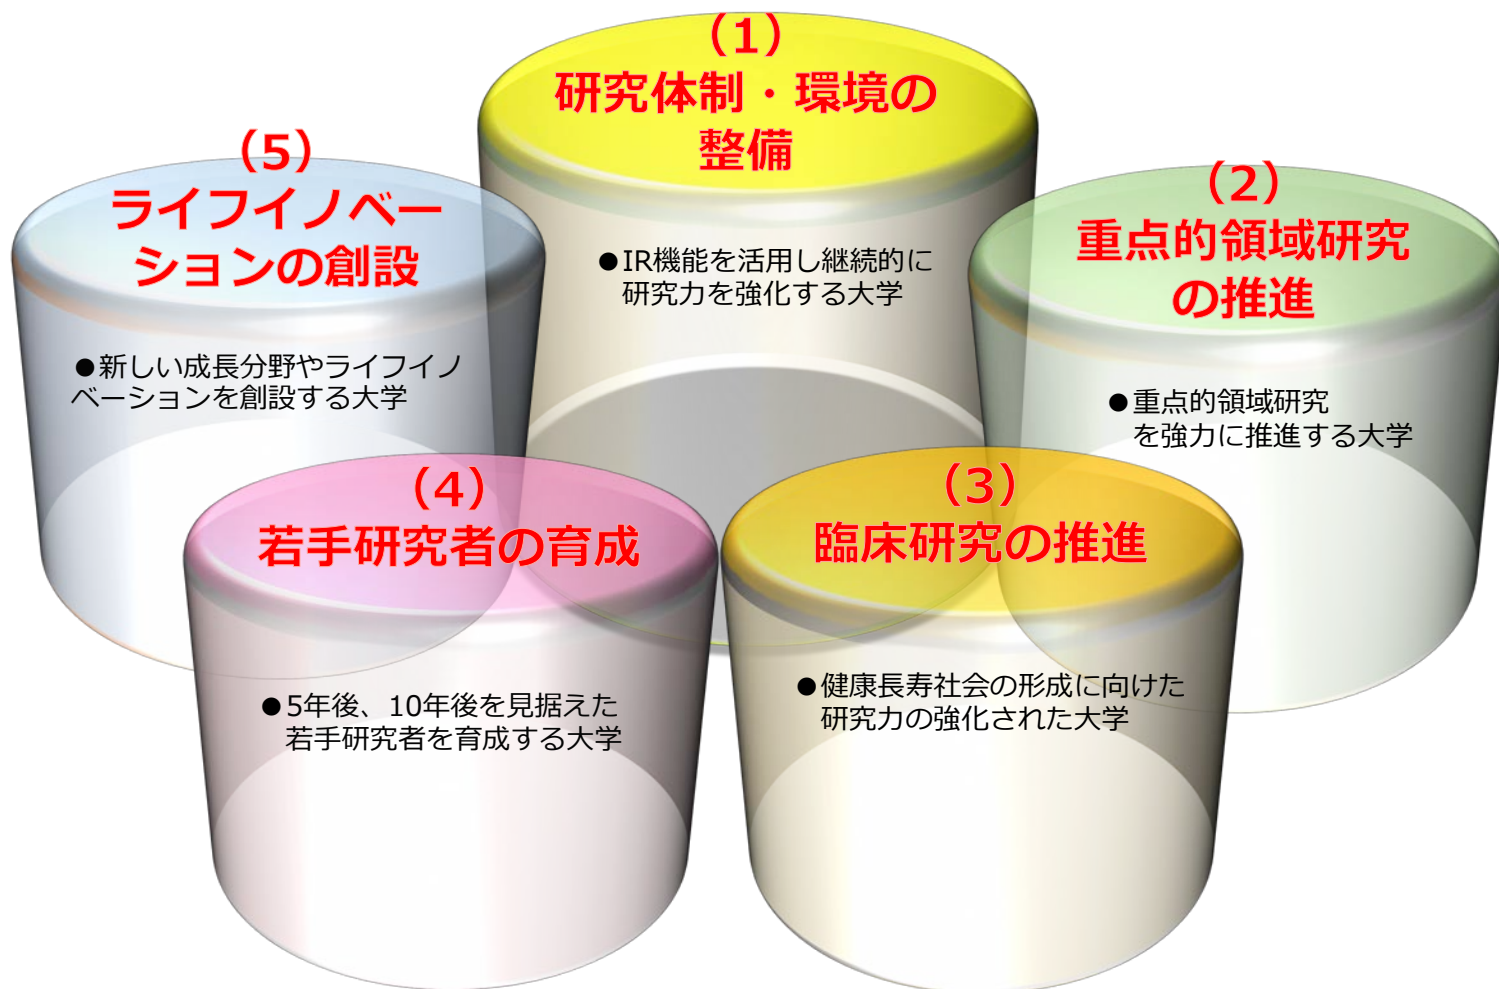 （1）
研究体制・環境の
整備
●IR機能を活用し継続的に
研究力を強化する大学
（2）
重点的領域研究
の推進
●重点的領域研究
を強力に推進する大学
（3）
臨床研究の推進
●健康長寿社会の形成に向けた
研究力の強化された大学
（4）
若手研究者の育成
●5年後、10年後を見据えた
若手研究者を育成する大学
（5）
ライフイノベー
ションの創設
●新しい成長分野やライフイノ
ベーションを創設する大学